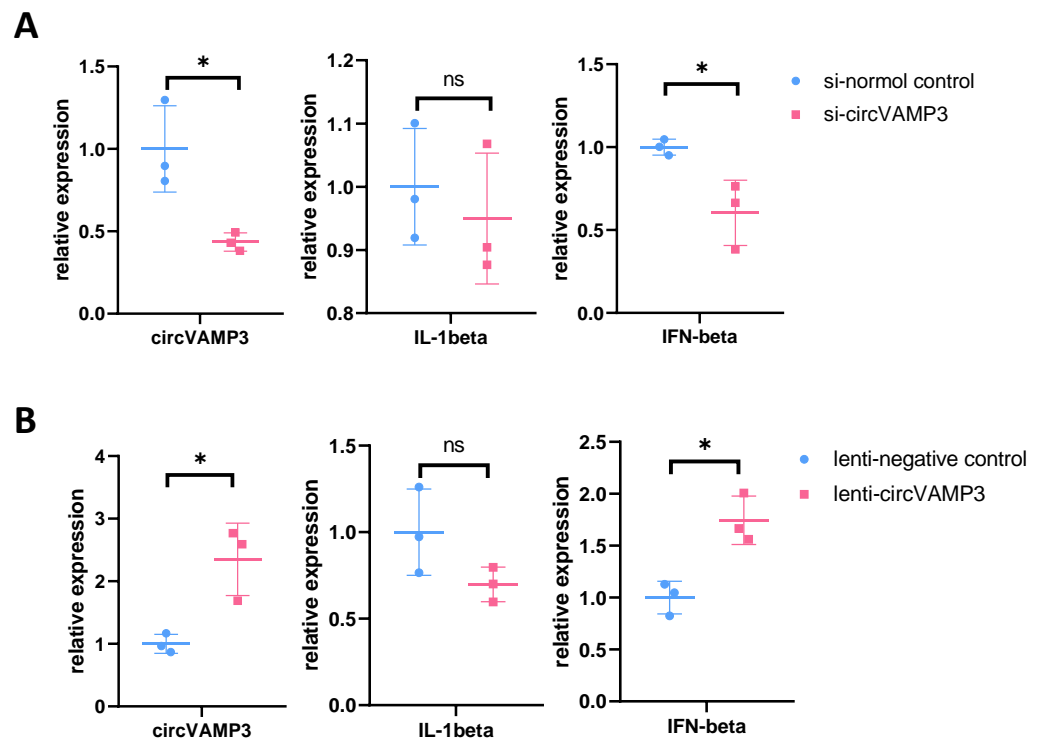 A
1.5
1.0
0.5
0.0
relative expression
*
circVAMP3
1.2
1.1
1.0
0.9
0.8
relative expression
ns
IL-1beta
1.5
1.0
0.5
0.0
relative expression
*
IFN-beta
si-normol control
si-circVAMP3
B
4
3
2
1
0
relative expression
*
circVAMP3
1.5
1.0
0.5
0.0
relative expression
ns
IL-1beta
2.5
2.0
1.5
1.0
0.5
0.0
relative expression
*
IFN-beta
lenti-negative control
lenti-circVAMP3